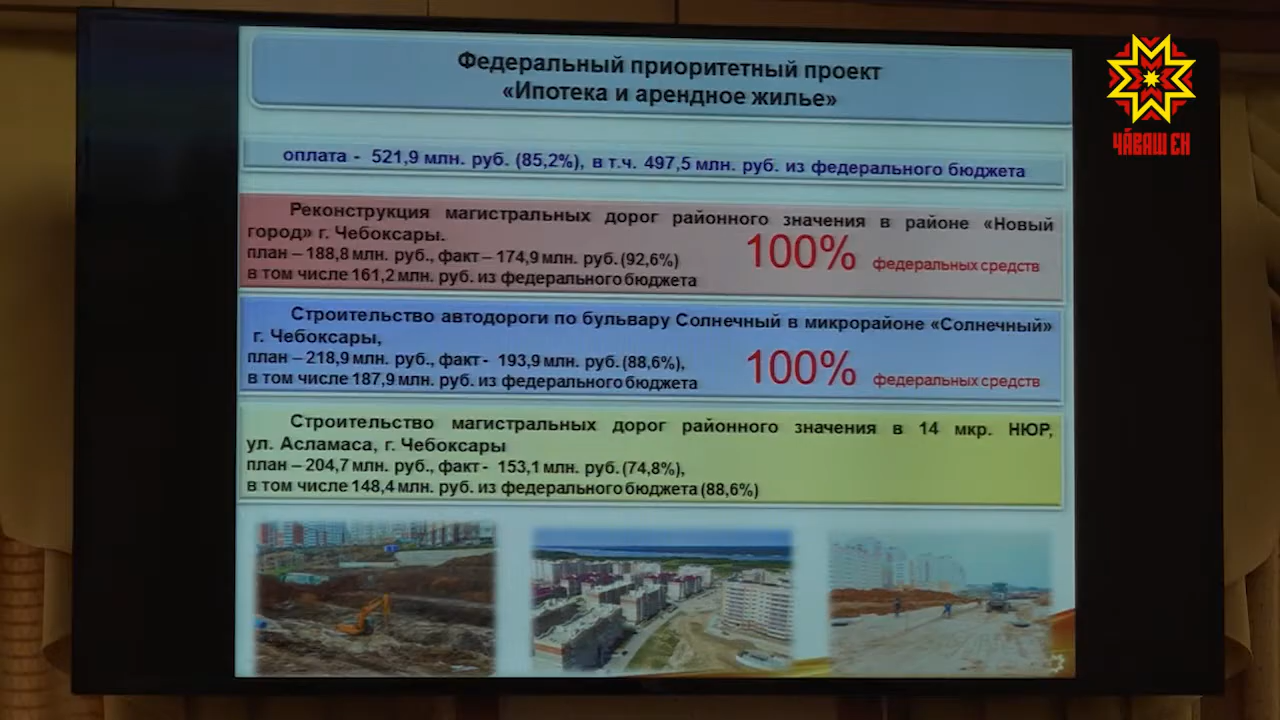 Федеральный приоритетный проект
«Ипотека и арендное жилье»
ЧӐВАШ ЕН
оплата - 521,9 млн. руб. (85,2%), в т.ч. 497,5 млн. руб. из федерального бюджета
Реконструкция магистральных дорог районного значения в районе «Новый
город» г. Чебоксары.
план – 188,8 млн. руб., факт – 174,9 млн. руб. (92,6%)
в том числе 161,2 млн. руб. из федерального бюджета
100% федеральных средств
Строительство автодороги по бульвару Солнечный в микрорайоне «Солнечный»
г. Чебоксары,
план – 218,9 млн. руб., факт - 193,9 млн. руб. (88,6%),
в том числе 187,9 млн. руб. из федерального бюджета
100% федеральных средств
Строительство магистральных дорог районного значения в 14 мкр. НЮР,
ул. Асламаса, г. Чебоксары
план – 204,7 млн. руб., факт - 153,1 млн. руб. (74,8%),
в том числе 148,4 млн. руб. из федерального бюджета (88,6%)